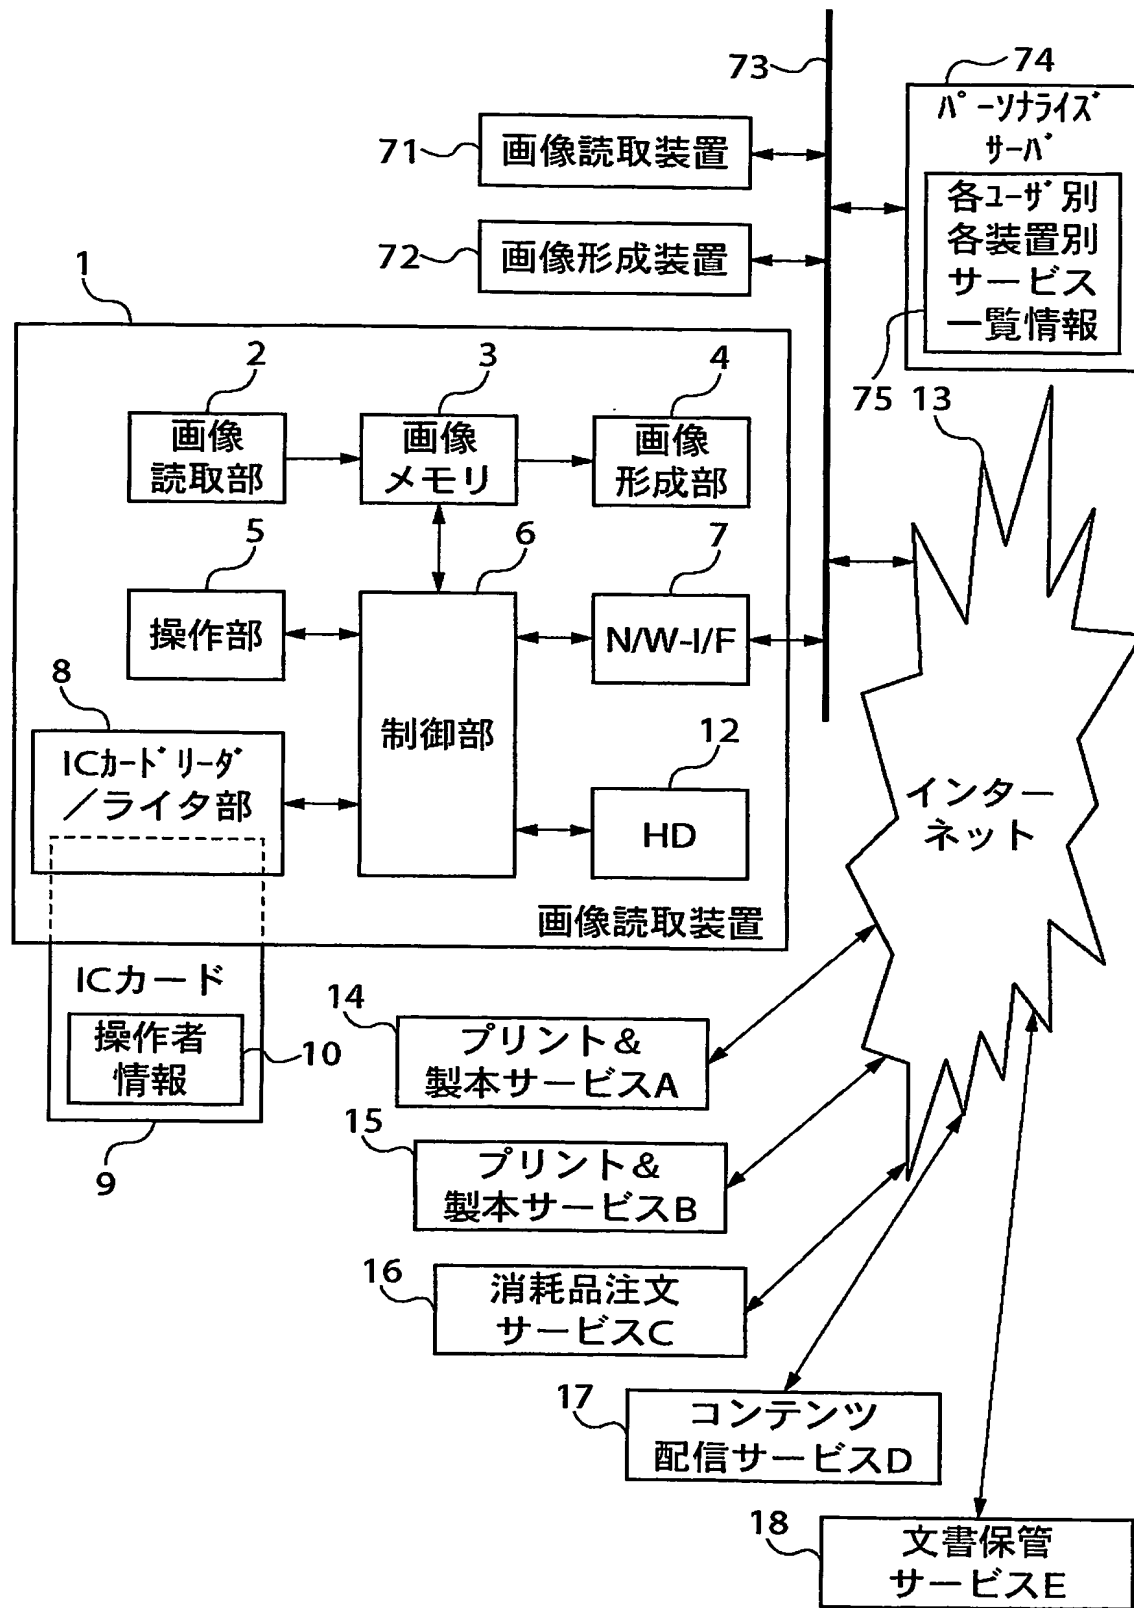 73
74
パーソナライズ
サーバ
各ユーザ別
各装置別
サービス
一覧情報
75
71
画像読取装置
72
画像形成装置
1
2
画像
読取部
3
画像
メモリ
4
画像
形成部
5
操作部
6
制御部
7
N/W-I/F
8
ICカードリーダ
/ライタ部
12
HD
画像読取装置
ICカード
操作者
情報
10
9
13
インター
ネット
14
プリント&
製本サービスA
15
プリント&
製本サービスB
16
消耗品注文
サービスC
17
コンテンツ
配信サービスD
18
文書保管
サービスE